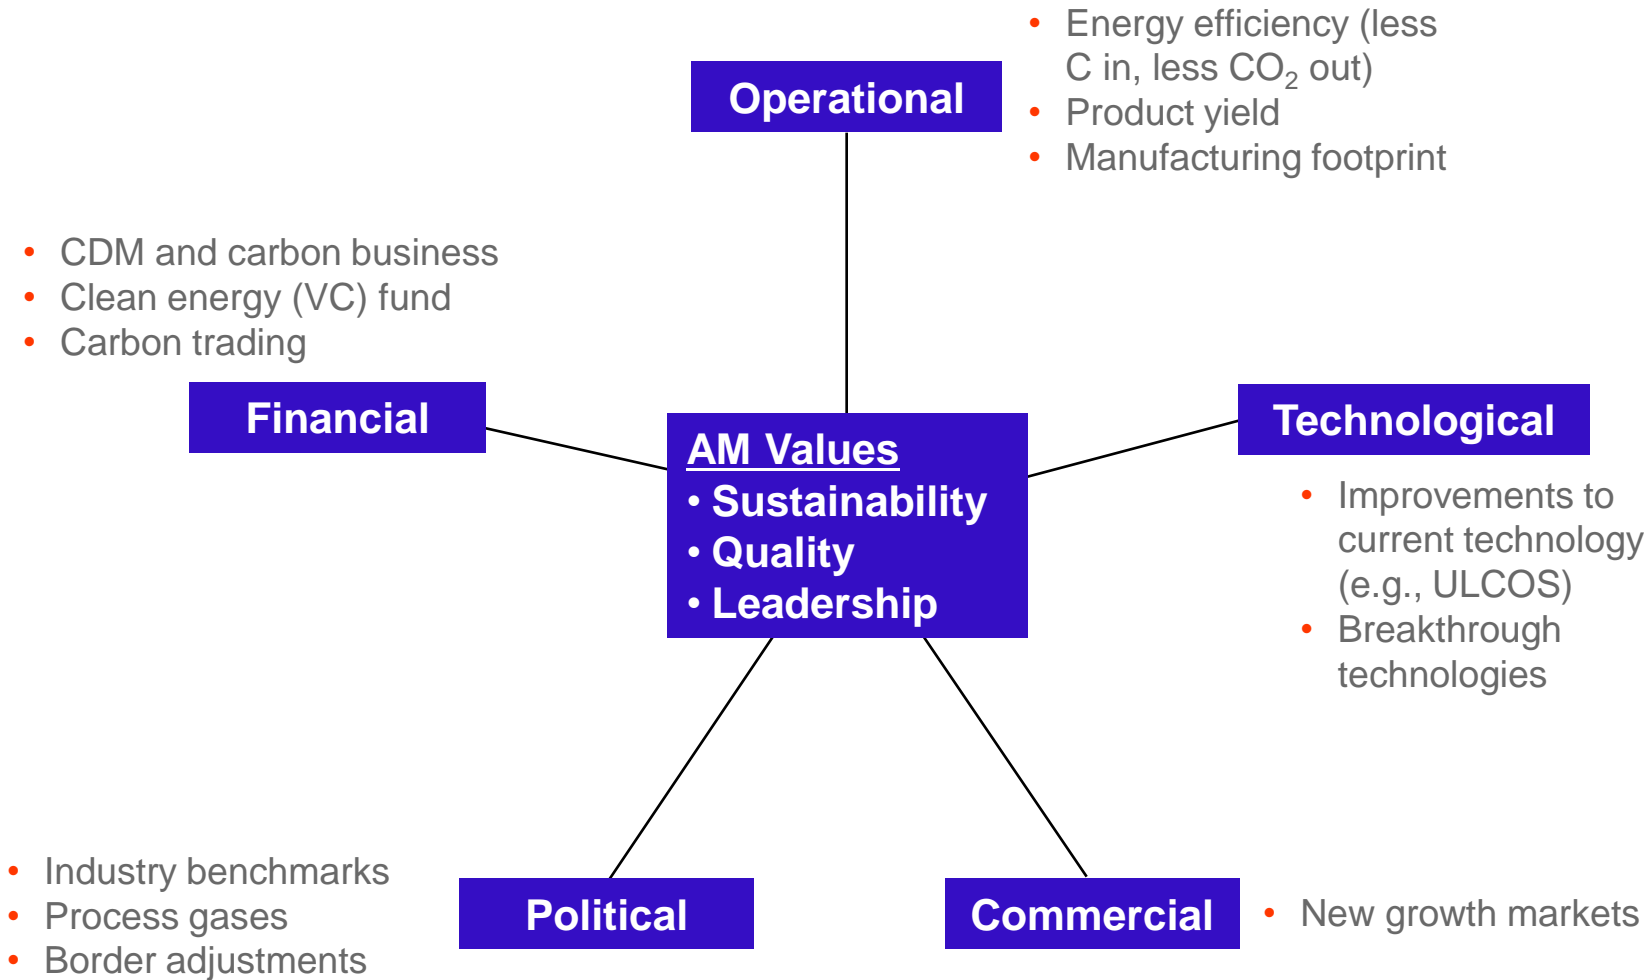 • Energy efficiency (less
C in, less CO₂ out)
• Product yield
• Manufacturing footprint
Operational
• CDM and carbon business
• Clean energy (VC) fund
• Carbon trading
Financial
Technological
AM Values
• Sustainability
• Quality
• Leadership
• Improvements to
current technology
(e.g., ULCOS)
• Breakthrough
technologies
• Industry benchmarks
• Process gases
• Border adjustments
Political
Commercial
• New growth markets